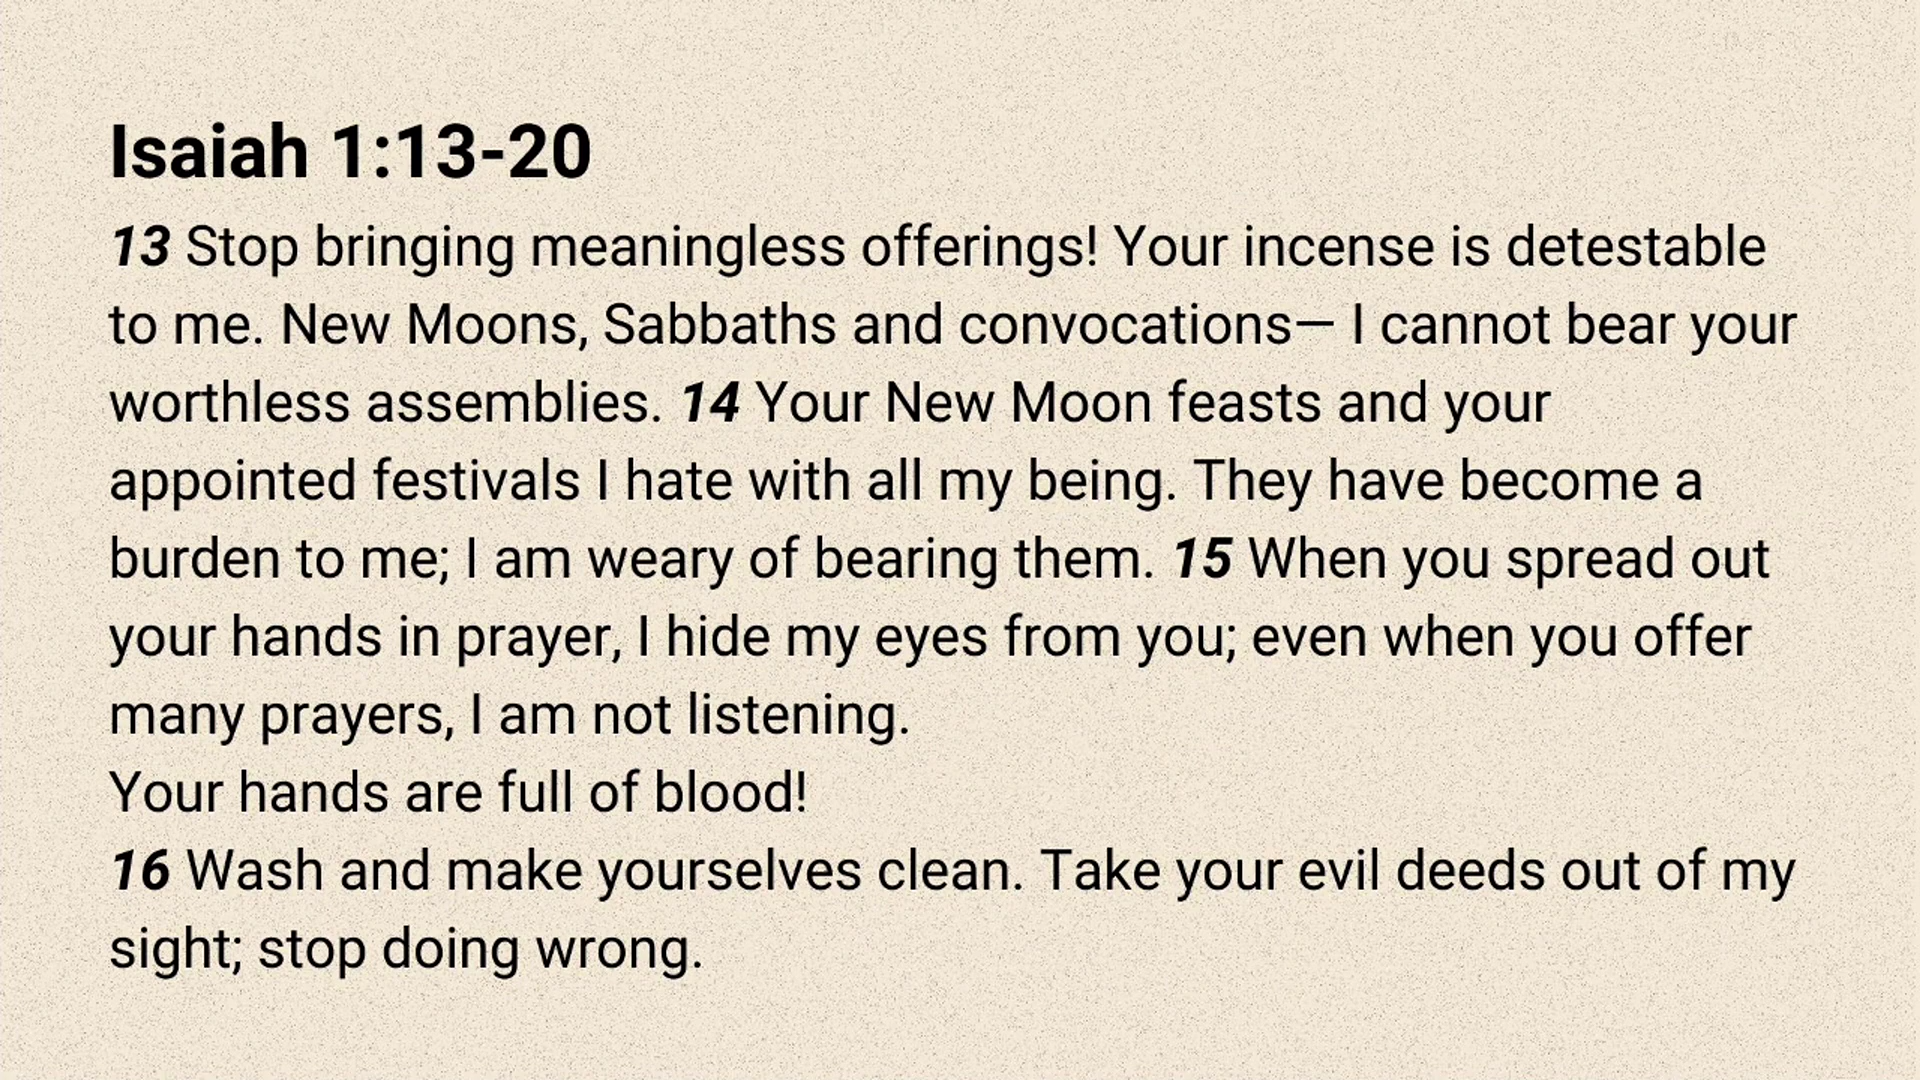 Isaiah 1:13-20
13 Stop bringing meaningless offerings! Your incense is detestable
to me. New Moons, Sabbaths and convocations— I cannot bear your
worthless assemblies. 14 Your New Moon feasts and your
appointed festivals I hate with all my being. They have become a
burden to me; I am weary of bearing them. 15 When you spread out
your hands in prayer, I hide my eyes from you; even when you offer
many prayers, I am not listening.
Your hands are full of blood!
16 Wash and make yourselves clean. Take your evil deeds out of my
sight; stop doing wrong.